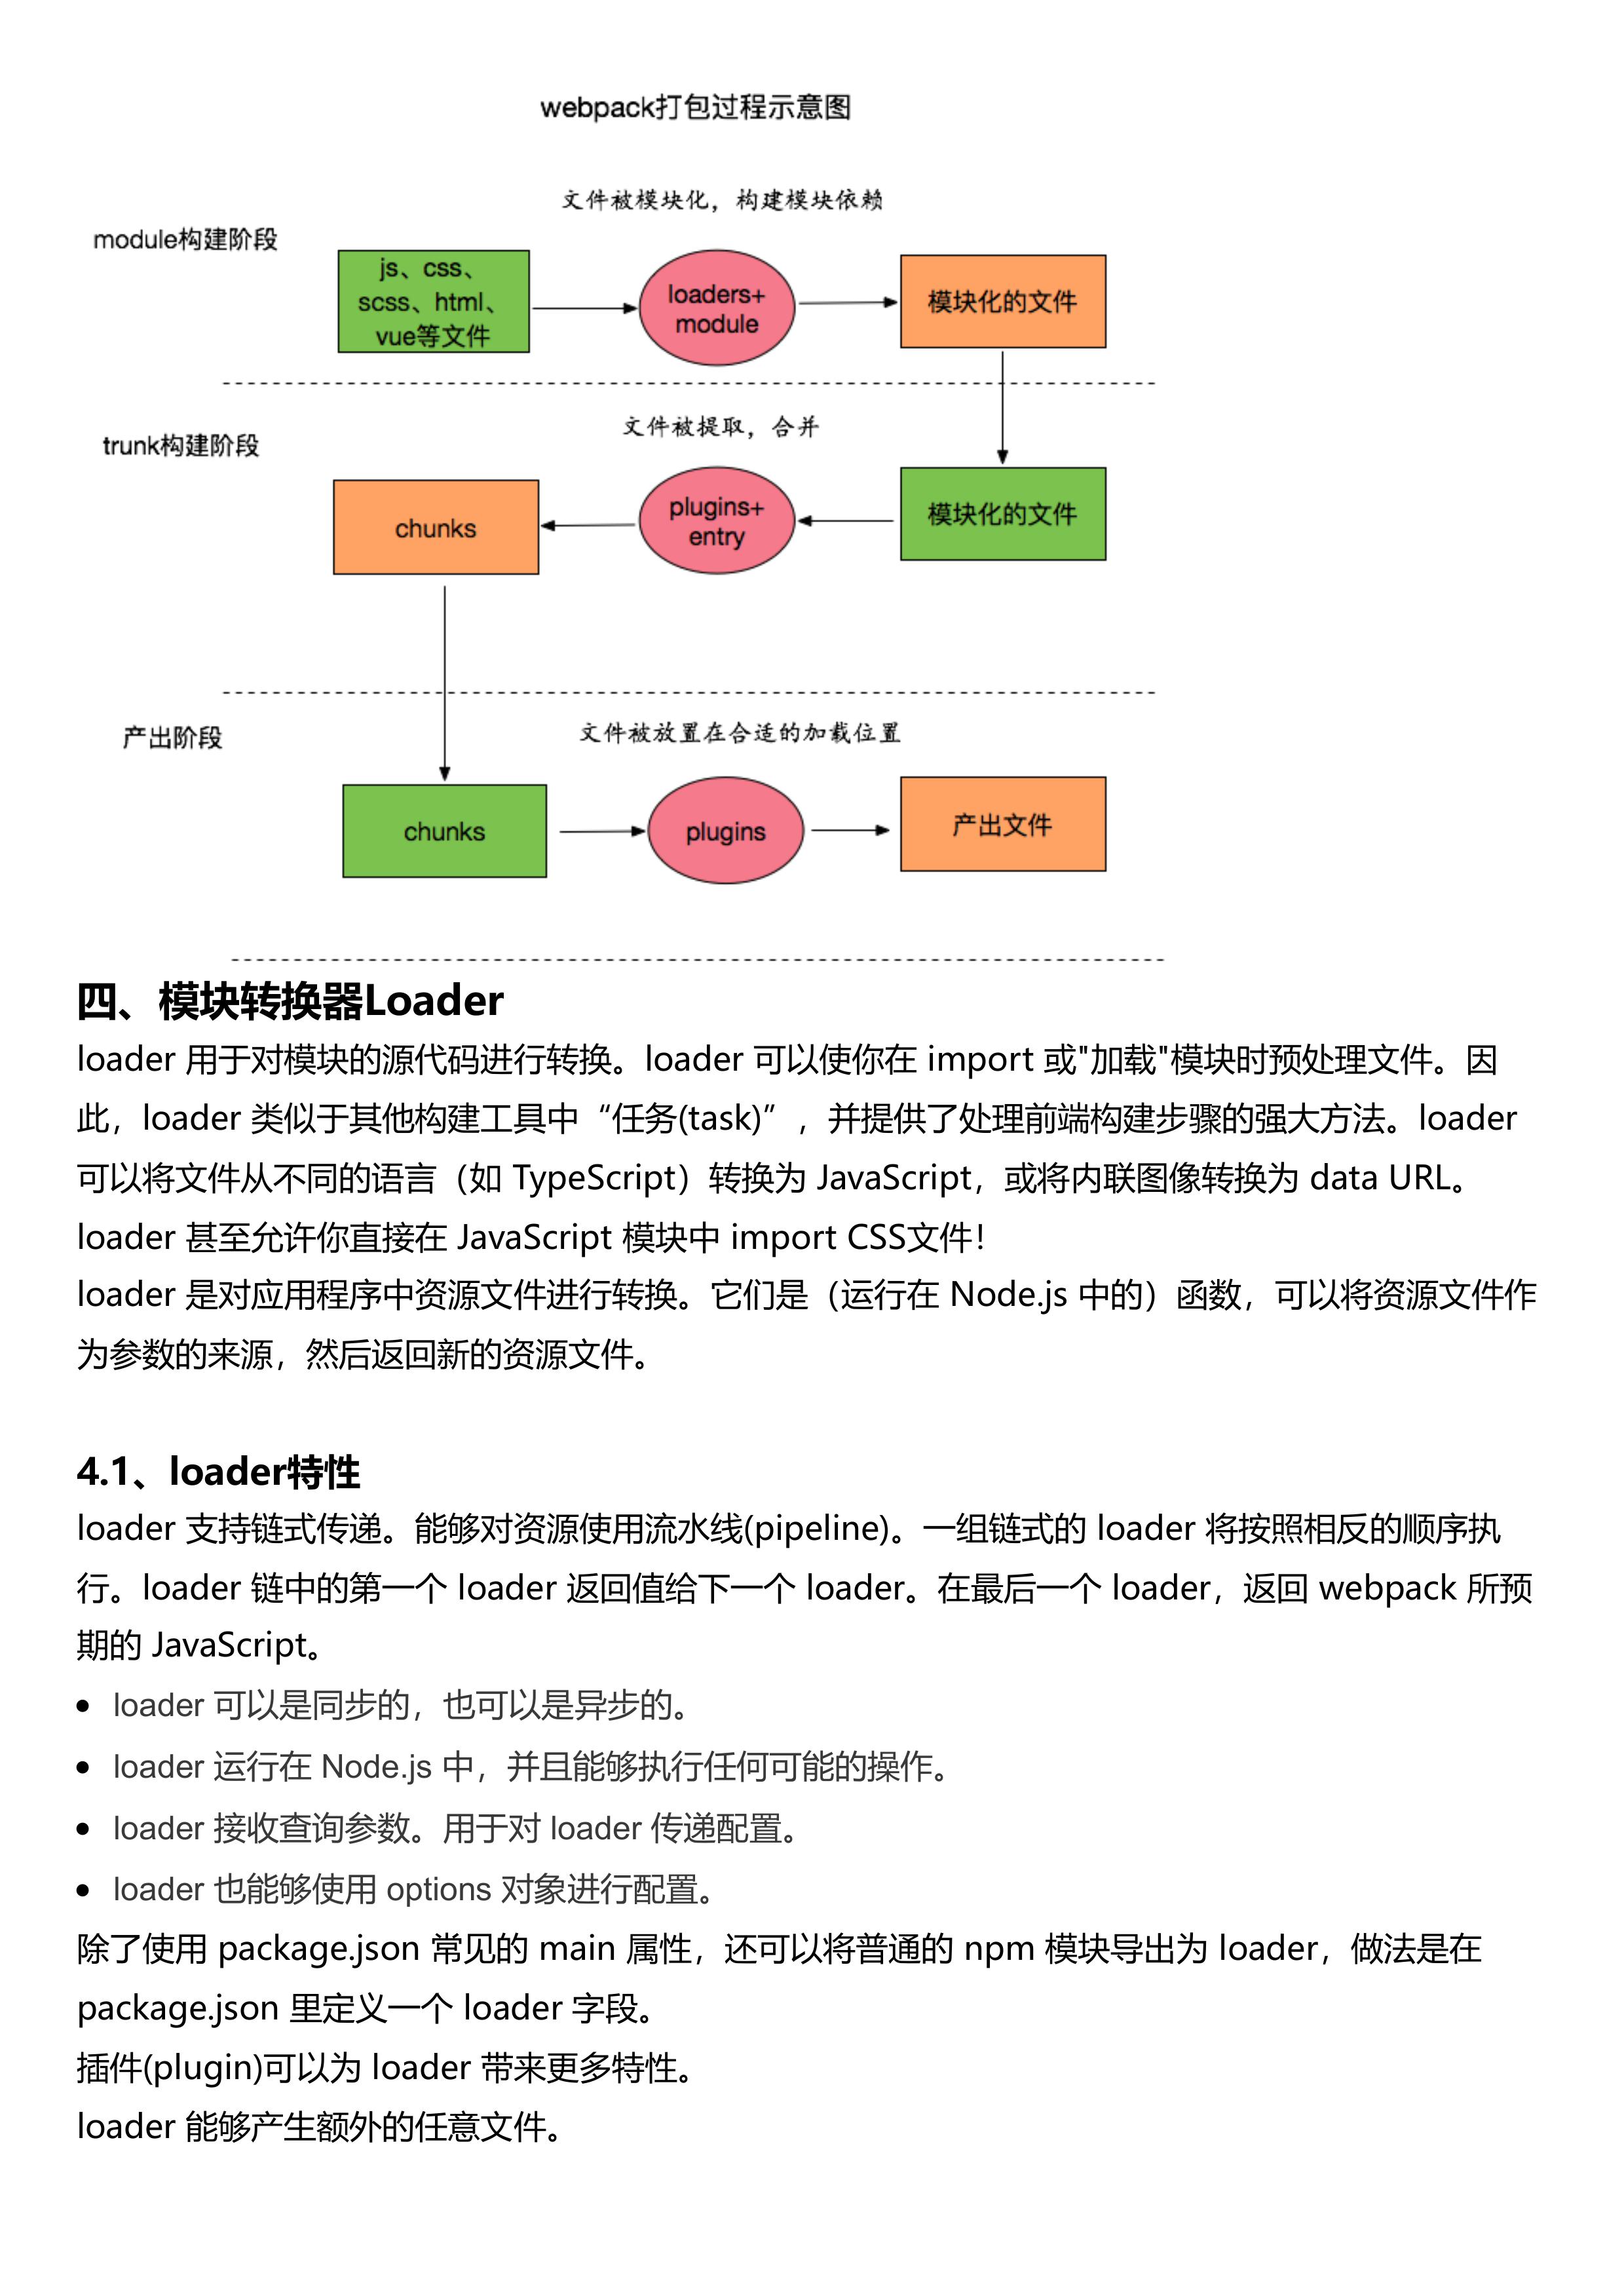 webpack打包过程示意图
文件被模块化，构建模块依赖
module构建阶段
js、css、
scss、html、
vue等文件
loaders+
module
模块化的文件
文件被提取，合并
trunk构建阶段
chunks
plugins+
entry
模块化的文件
文件被放置在合适的加载位置
产出阶段
chunks
plugins
产出文件
四、模块转换器Loader
loader 用于对模块的源代码进行转换。loader 可以使你在 import 或"加载"模块时预处理文件。因
此，loader 类似于其他构建工具中“任务(task)”，并提供了处理前端构建步骤的强大方法。loader
可以将文件从不同的语言（如 TypeScript）转换为 JavaScript，或将内联图像转换为 data URL。
loader 甚至允许你直接在 JavaScript 模块中 import CSS文件！
loader 是对应用程序中资源文件进行转换。它们是（运行在 Node.js 中的）函数，可以将资源文件作
为参数的来源，然后返回新的资源文件。
4.1、loader特性
loader 支持链式传递。能够对资源使用流水线(pipeline)。一组链式的 loader 将按照相反的顺序执
行。loader 链中的第一个 loader 返回值给下一个 loader。在最后一个 loader，返回 webpack 所预
期的 JavaScript。
• loader 可以是同步的，也可以是异步的。
• loader 运行在 Node.js 中，并且能够执行任何可能的操作。
• loader 接收查询参数。用于对 loader 传递配置。
• loader 也能够使用 options 对象进行配置。
除了使用 package.json 常见的 main 属性，还可以将普通的 npm 模块导出为 loader，做法是在
package.json 里定义一个 loader 字段。
插件(plugin)可以为 loader 带来更多特性。
loader 能够产生额外的任意文件。